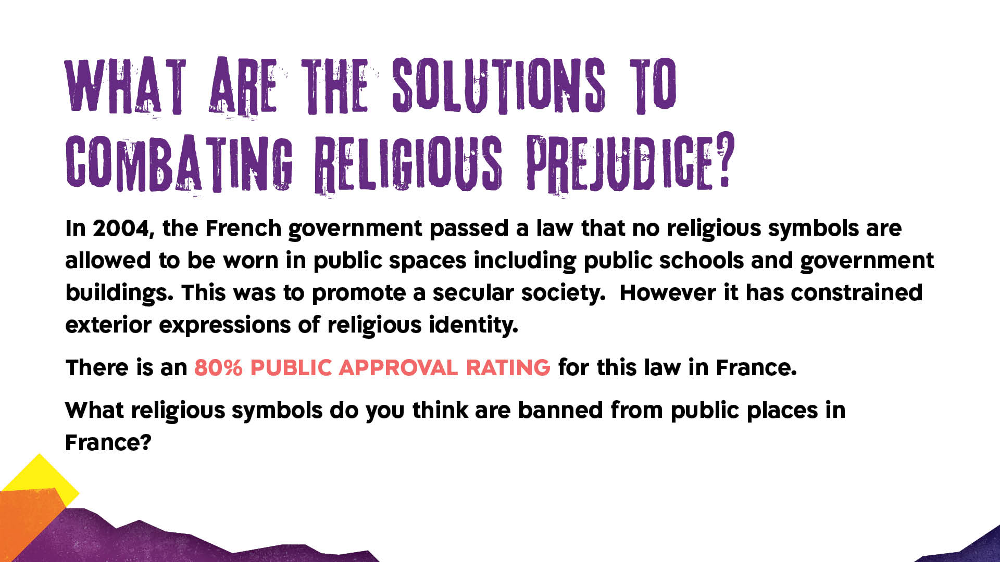 WHAT ARE THE SOLUTIONS TO
COMBATING RELIGIOUS PREJUDICE?
In 2004, the French government passed a law that no religious symbols are
allowed to be worn in public spaces including public schools and government
buildings. This was to promote a secular society.  However it has constrained
exterior expressions of religious identity.
There is an 80% PUBLIC APPROVAL RATING for this law in France.
What religious symbols do you think are banned from public places in
France?